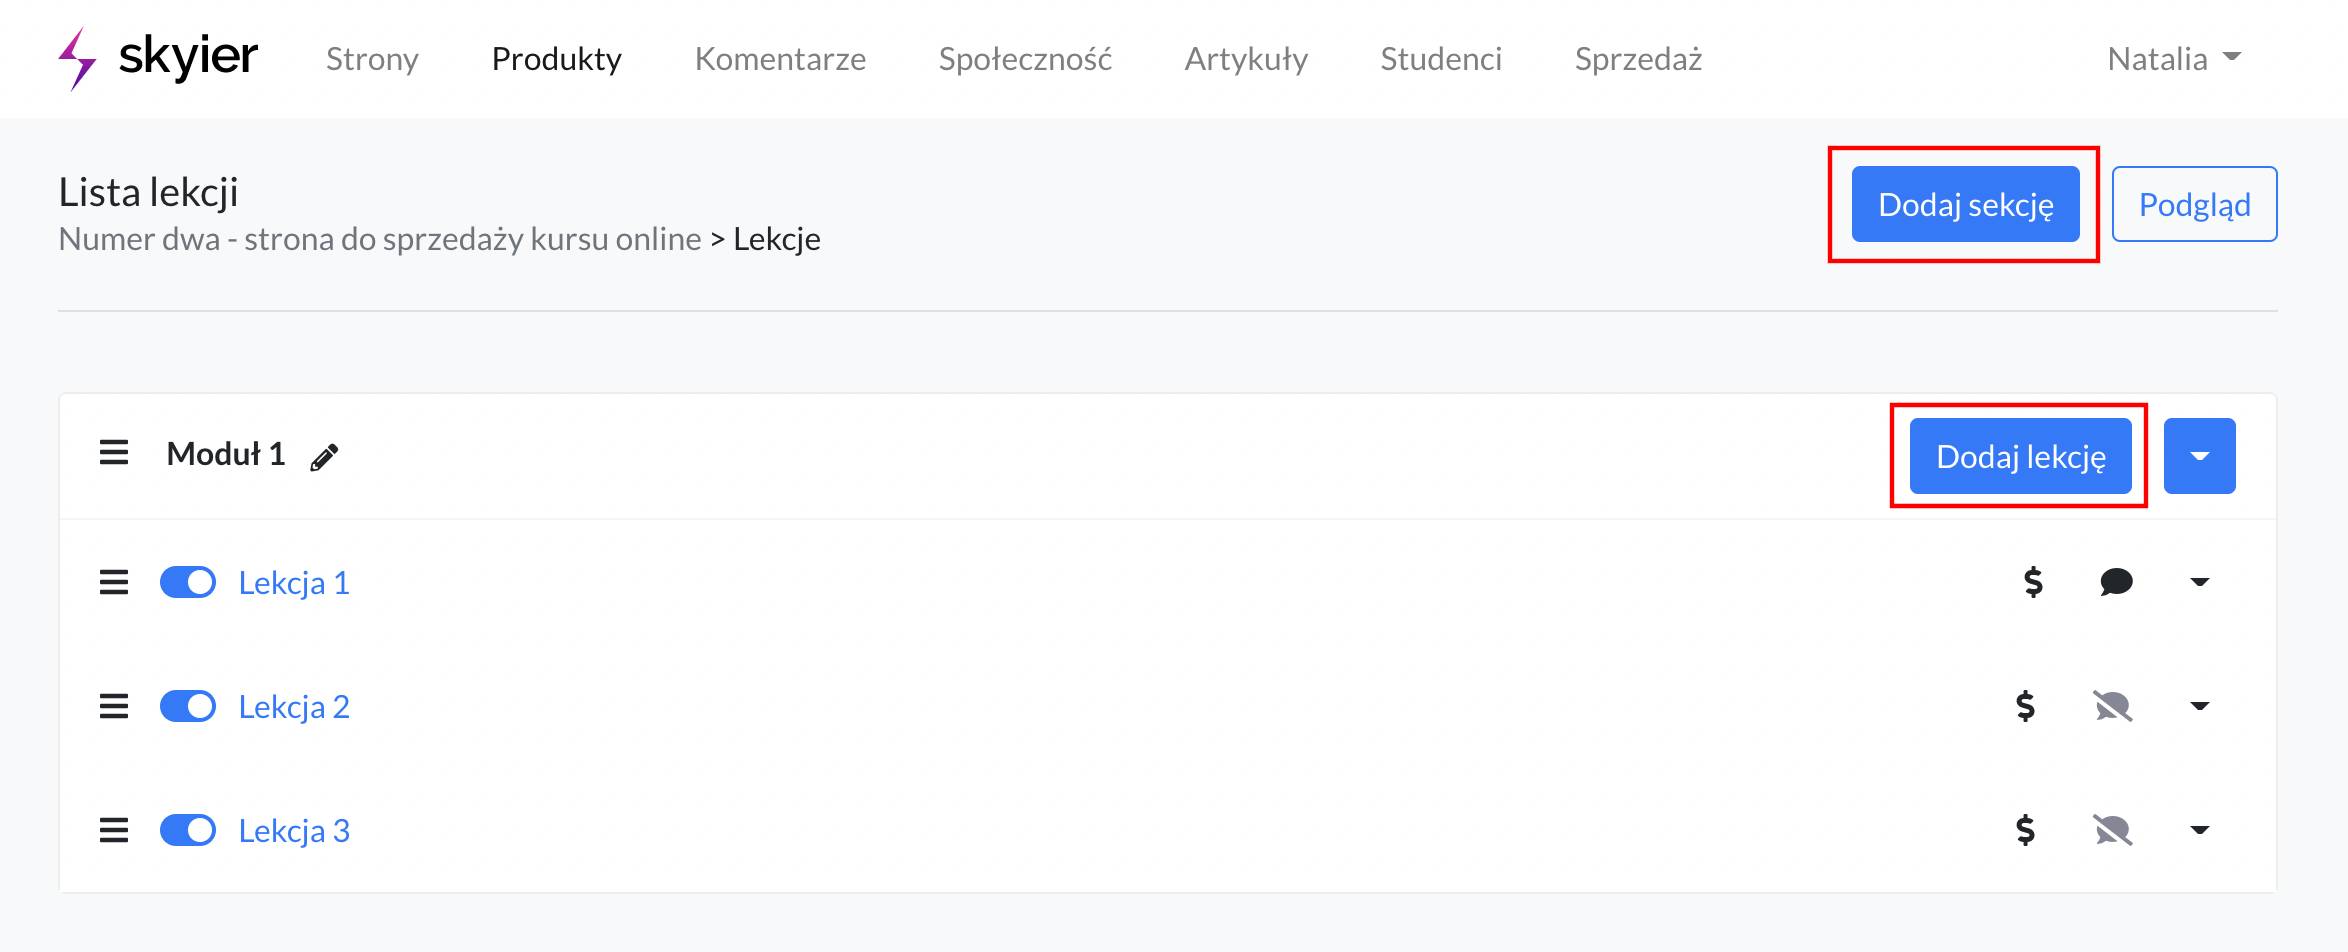 skyier Strony Produkty Komentarze Społeczność Artykuły Studenci Sprzedaż Natalia
Lista lekcji
Numer dwa - strona do sprzedaży kursu online > Lekcje
Dodaj sekcję Podgląd
Moduł 1 Dodaj lekcję
Lekcja 1
Lekcja 2
Lekcja 3